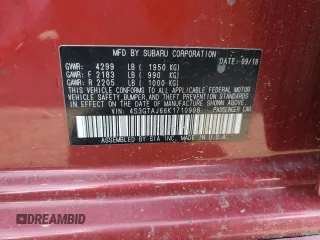 MFD BY SUBARU CORPORATION
DATE: 09/18
GVWR: 4299 LB (1950 KG)
GAWR: F 2183 LB (990 KG)
GAWR: R 2205 LB (1000 KG)
THIS VEHICLE CONFORMS TO ALL APPLICABLE FEDERAL MOTOR VEHICLE SAFETY, BUMPER AND THEFT PREVENTION STANDARDS IN EFFECT ON THE DATE OF MANUFACTURE SHOWN ABOVE.
VIN: 4S3GTAJ66K1710998 PASSENGER CAR
ASSEMBLED BY SIA INC. MADE IN U.S.A
DREAMBID